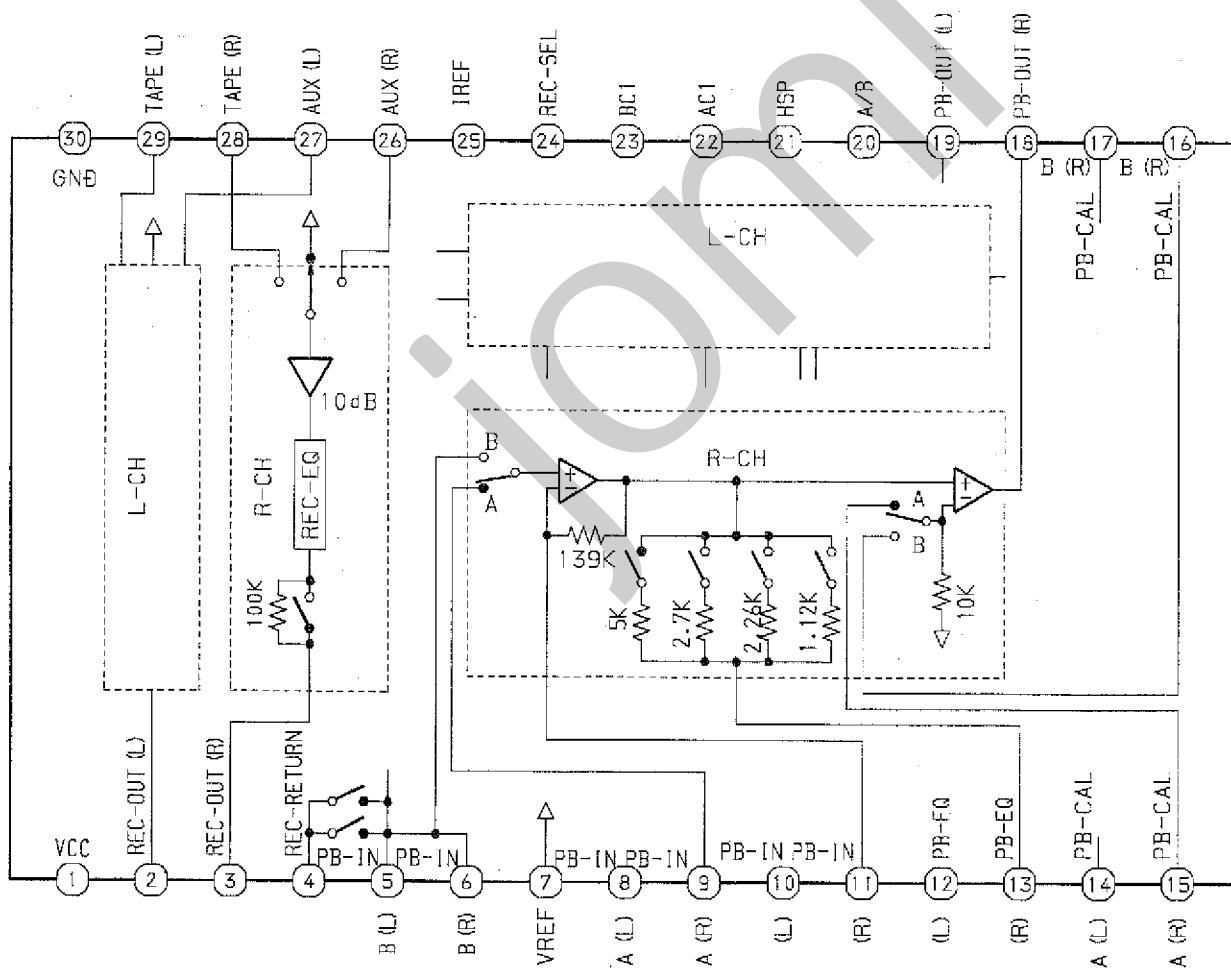 TAPE (L)
TAPE (R)
AUX (L)
AUX (R)
IREF
REC-SEL
BC1
AC1
HSP
A/B
PB-OUT (L)
PB-OUT (R)
30
29
28
27
26
25
24
23
22
21
20
19
18
17
16
GND
B (R)
B (R)
PB-CAL
PB-CAL
L-CH
10dB
L-CH
R-CH
REC-EQ
100K
B
A
R-CH
139K
5K
2.7K
2.26K
1.12K
A
B
10K
+
−
+
−
VCC
REC-OUT (L)
REC-OUT (R)
REC-RETURN
PB-IN
PB-IN
PB-IN
PB-IN
PB-IN
PB-IN
PB-EQ
PB-EQ
PB-CAL
PB-CAL
1
2
3
4
5
6
7
8
9
10
11
12
13
14
15
B (L)
B (R)
VREF
A (L)
A (R)
(L)
(R)
(L)
(R)
A (L)
A (R)